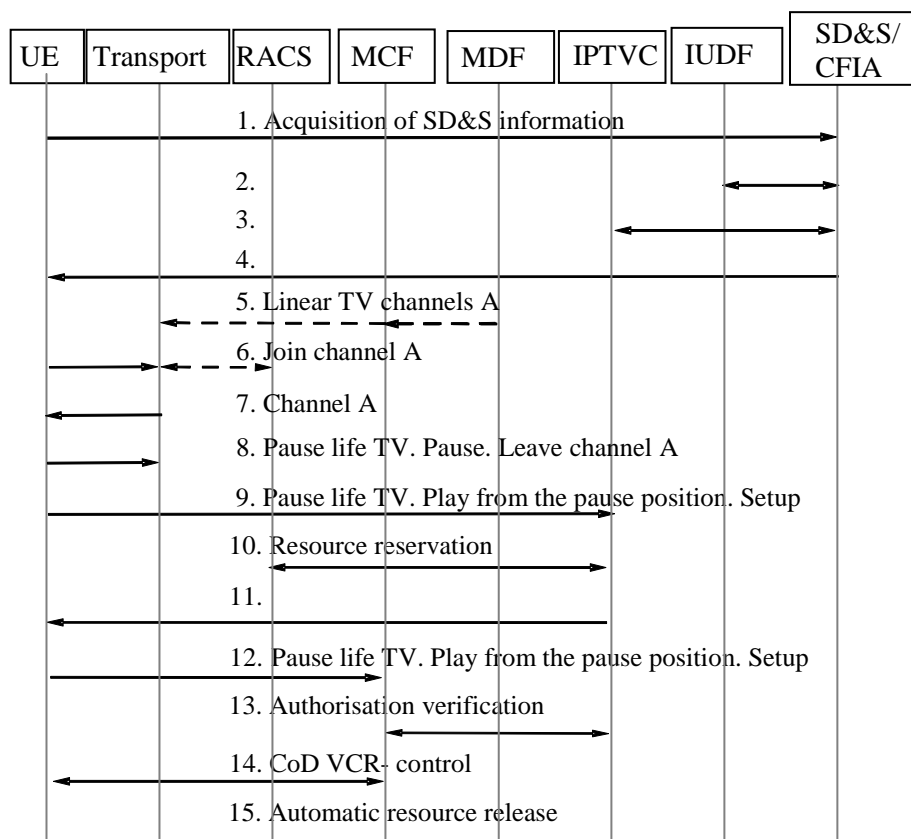 UE
Transport
RACS
MCF
MDF
IPTVC
IUDF
SD&S/
CFIA
1. Acquisition of SD&S information
2.
3.
4.
5. Linear TV channels A
6. Join channel A
7. Channel A
8. Pause life TV. Pause. Leave channel A
9. Pause life TV. Play from the pause position. Setup
10. Resource reservation
11.
12. Pause life TV. Play from the pause position. Setup
13. Authorisation verification
14. CoD VCR- control
15. Automatic resource release